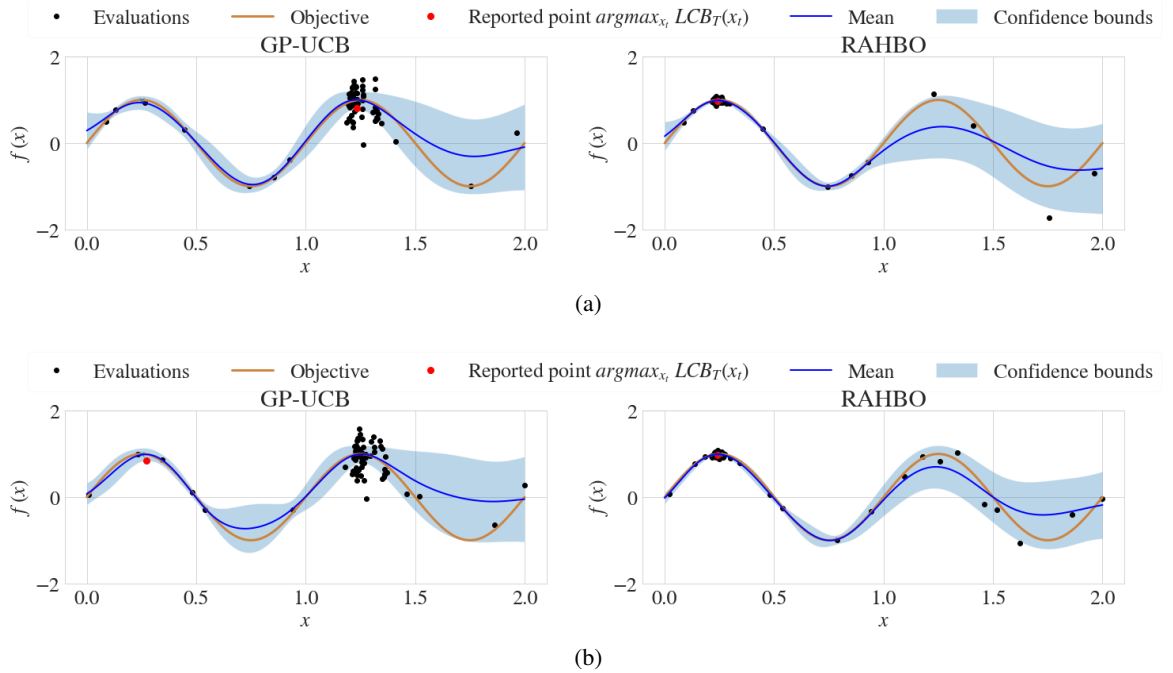 Evaluations Objective Reported point argmax_{x_t} LCB_T(x_t) Mean Confidence bounds
GP-UCB RAHBO
2 2
f(x) 0 f(x) 0
−2 −2
0.0 0.5 1.0 1.5 2.0 0.0 0.5 1.0 1.5 2.0
x x
(a)
Evaluations Objective Reported point argmax_{x_t} LCB_T(x_t) Mean Confidence bounds
GP-UCB RAHBO
2 2
f(x) 0 f(x) 0
−2 −2
0.0 0.5 1.0 1.5 2.0 0.0 0.5 1.0 1.5 2.0
x x
(b)